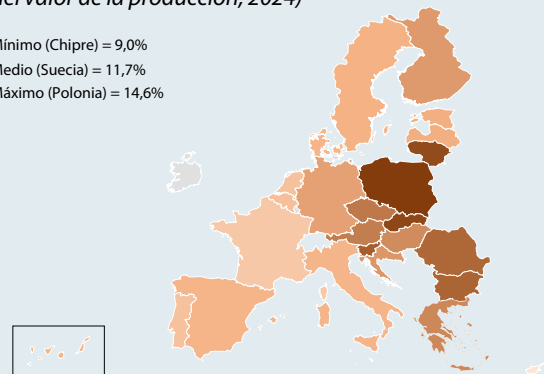 del valor de la producción, 2024)
Mínimo (Chipre) = 9,0%
Medio (Suecia) = 11,7%
Máximo (Polonia) = 14,6%